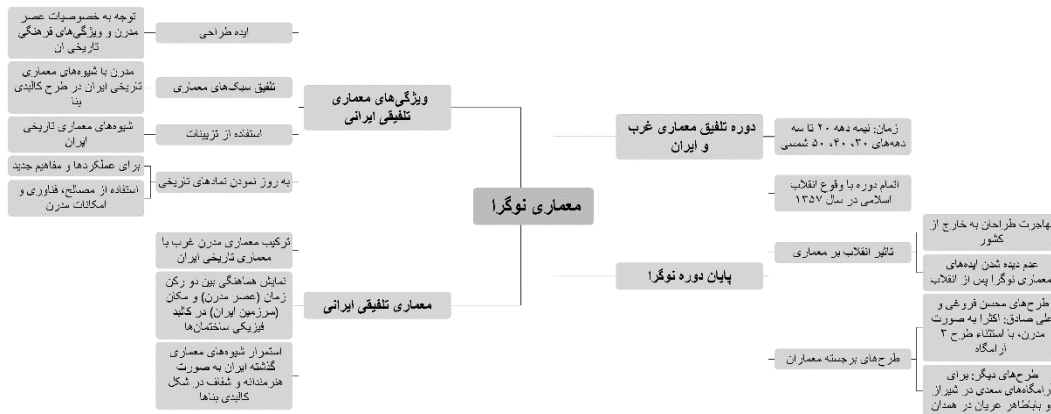 معماری نوگرا
دوره تلفیق معماری غرب
و ایران
زمان: نیمه دهه ۲۰ تا سه
دهه‌های ۳۰، ۴۰، ۵۰ شمسی
پایان دوره نوگرا
اتمام دوره با وقوع انقلاب
اسلامی در سال ۱۳۵۷
تاثیر انقلاب بر معماری
مهاجرت طراحان به خارج از
کشور
عدم دیده شدن ایده‌های
معماری نوگرا پس از انقلاب
طرح‌های برجسته معماران
طرح‌های محسن فروغی و
علی صادق: اکثرا به صورت
مدرن، با استثناء طرح ۳
آرامگاه
طرح‌های دیگر: برای
آرامگاه‌های سعدی در شیراز
و باباطاهر عریان در همدان
ویژگی‌های معماری
تلفیقی ایرانی
ایده طراحی
توجه به خصوصیات عصر
مدرن و ویژگی‌های فرهنگی
تاریخی ان
تلفیق سبک‌های معماری
مدرن با شیوه‌های معماری
تاریخی ایران در طرح کالبدی
بنا
استفاده از تزیینات
شیوه‌های معماری تاریخی
ایران
به روز نمودن نمادهای تاریخی
برای عملکردها و مفاهیم جدید
استفاده از مصالح، فناوری و
امکانات مدرن
معماری تلفیقی ایرانی
ترکیب معماری مدرن غرب با
معماری تاریخی ایران
نمایش هماهنگی بین دو رکن
زمان (عصر مدرن) و مکان
(سرزمین ایران) در کالبد
فیزیکی ساختمان‌ها
استمرار شیوه‌های معماری
گذشته ایران به صورت
هنرمندانه و شفاف در شکل
کالبدی بناها